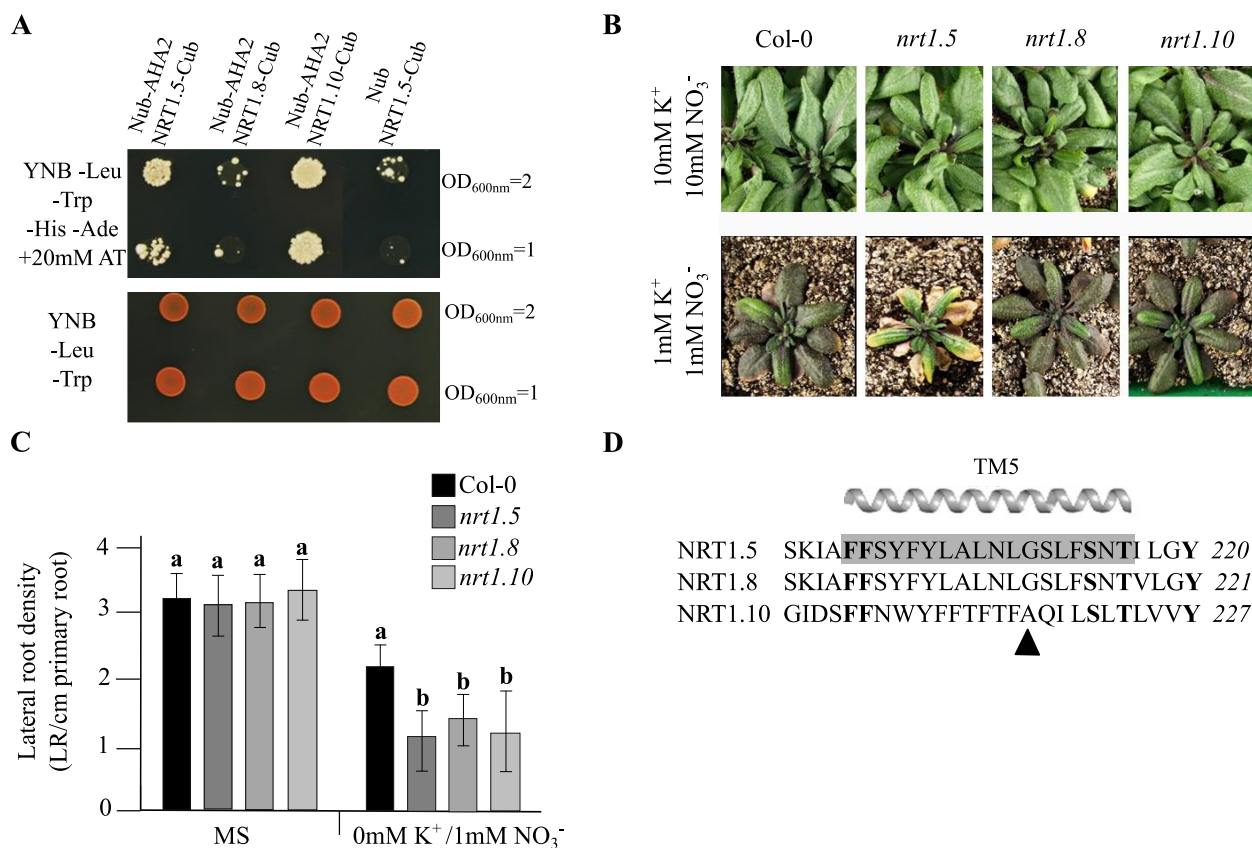 A
Nub-AHA2
NRT1.5-Cub
Nub-AHA2
NRT1.8-Cub
Nub-AHA2
NRT1.10-Cub
Nub
NRT1.5-Cub
YNB -Leu
-Trp
-His -Ade
+20mM AT
OD600nm=2
OD600nm=1
YNB
-Leu
-Trp
OD600nm=2
OD600nm=1
B
Col-0
nrt1.5
nrt1.8
nrt1.10
10mM K+
10mM NO3-
1mM K+
1mM NO3-
C
Col-0
nrt1.5
nrt1.8
nrt1.10
Lateral root density
(LR/cm primary root)
4
3
2
1
0
a a a a
a b b b
MS
0mM K+/1mM NO3-
D
TM5
NRT1.5 SKIAFFSYFYLALNLGSLFSNTILGY 220
NRT1.8 SKIAFFSYFYLALNLGSLFSNTVLGY 221
NRT1.10 GIDSFFNWYFFTFTFAQILSLTLVVY 227